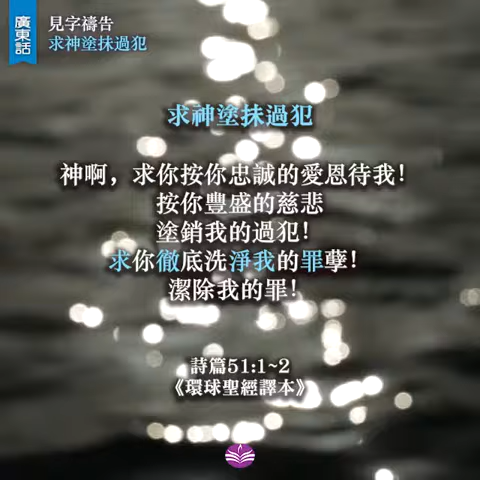 廣東話
見字禱告
求神塗抹過犯
求神塗抹過犯
神啊，求你按你忠誠的愛恩待我！
按你豐盛的慈悲
塗銷我的過犯！
求你徹底洗淨我的罪孽！
潔除我的罪！
詩篇51:1~2
《環球聖經譯本》